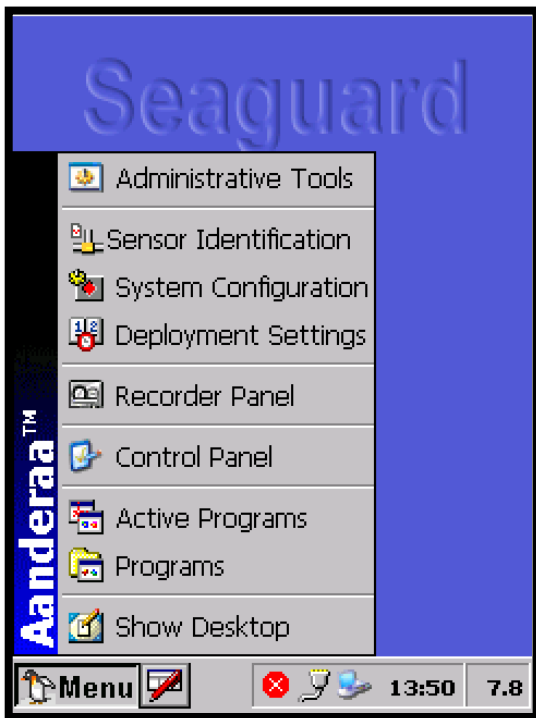 Seaguard
Administrative Tools
Sensor Identification
System Configuration
Deployment Settings
Recorder Panel
Control Panel
Active Programs
Programs
Show Desktop
Aanderaa™
Menu 13:50 7.8